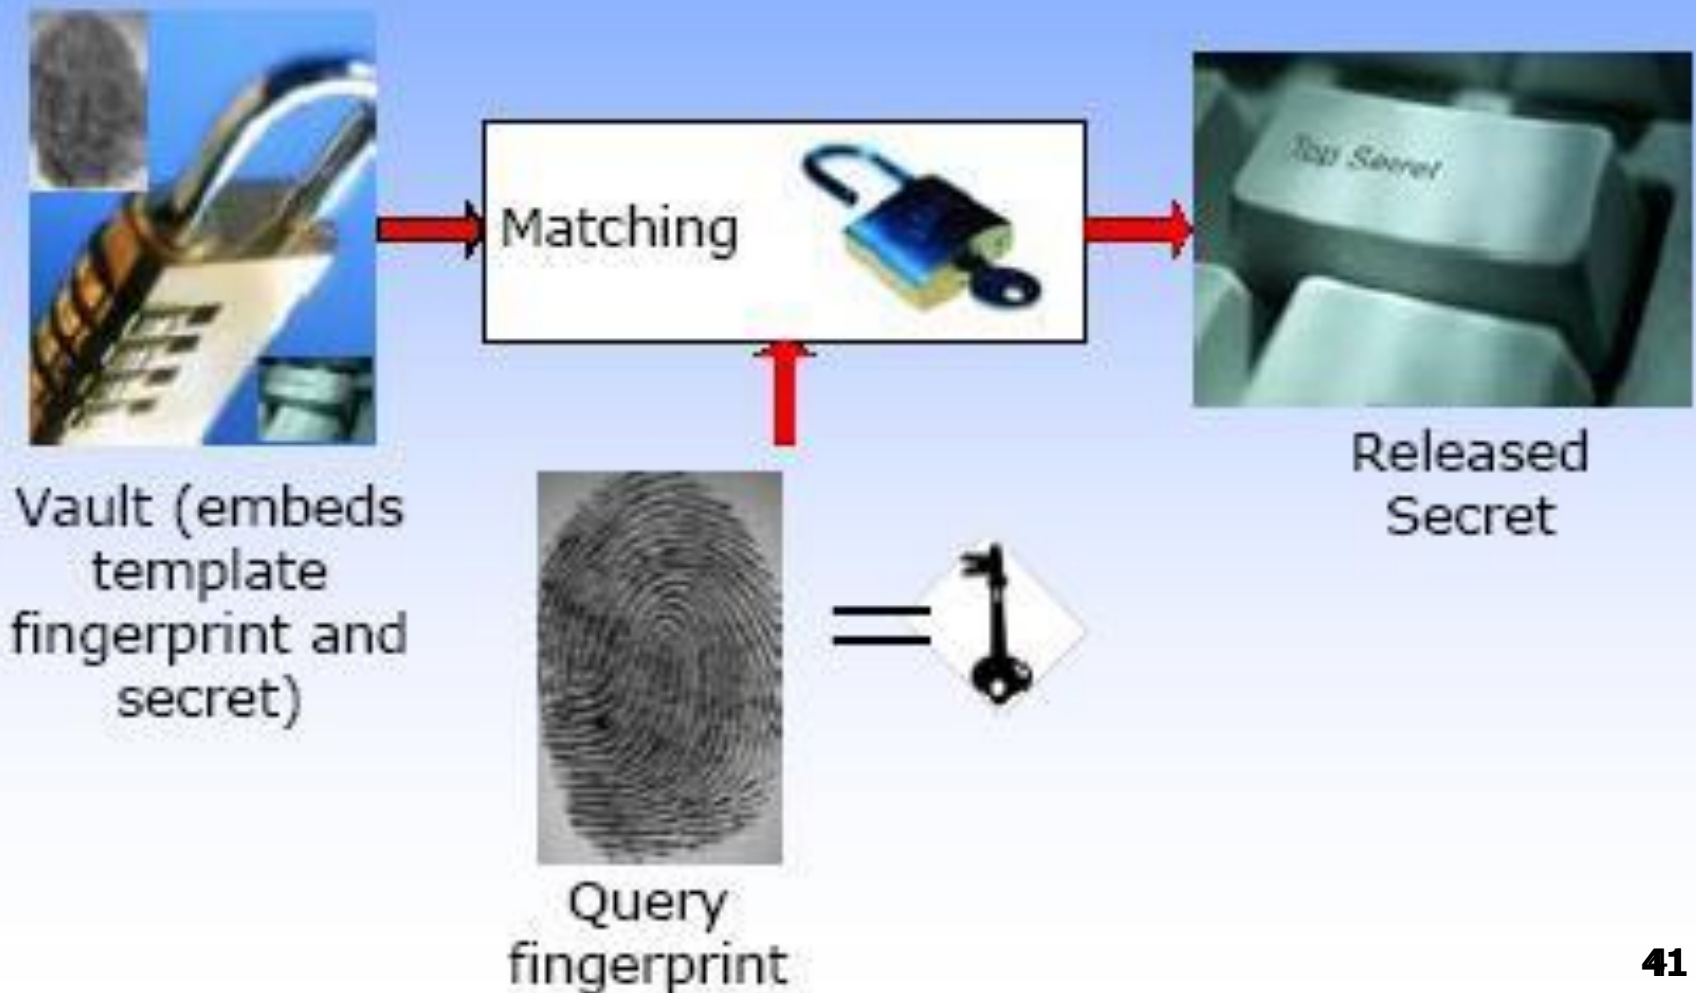 Matching
Top Secret
Vault (embeds
template
fingerprint and
secret)
Released
Secret
Query
fingerprint
41